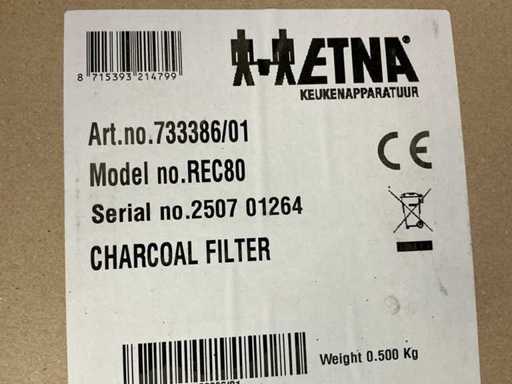 8 715393 214799
ETNA®
KEUKENAPPARATUUR
Art.no.733386/01
Model no.REC80
Serial no.2507 01264
CHARCOAL FILTER
CE
Weight 0.500 Kg